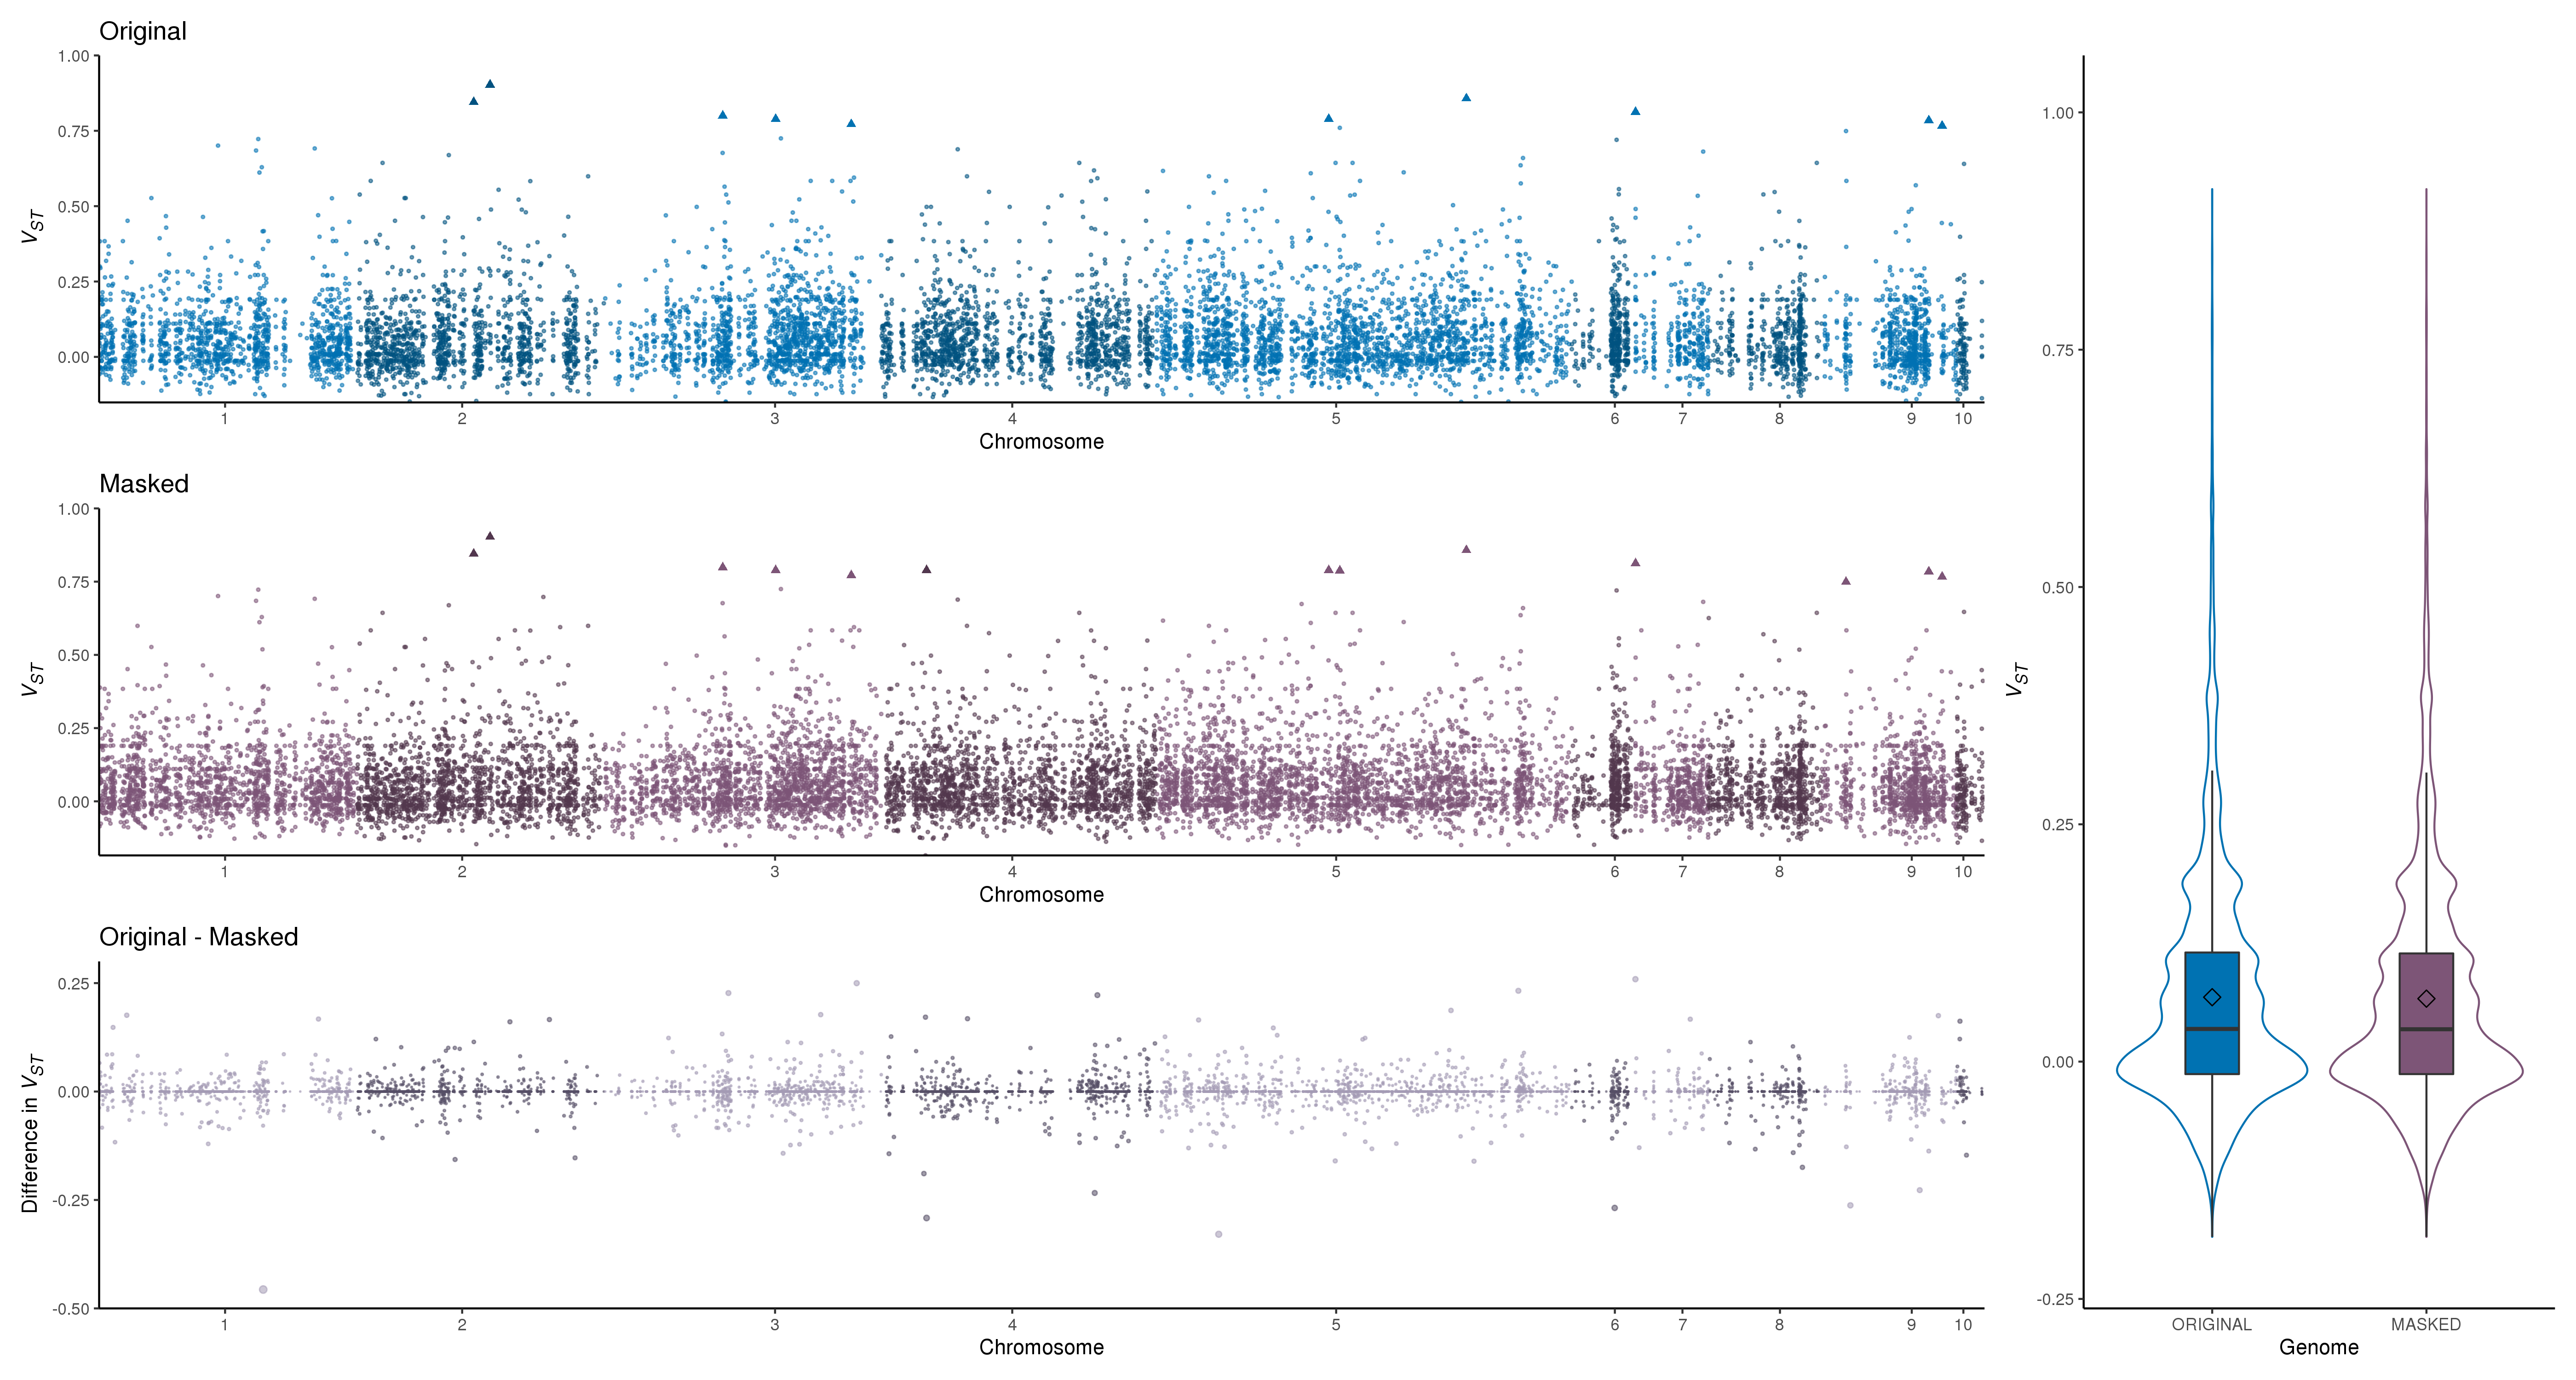 Original
1.00
0.75
0.50
0.25
0.00
V_ST
1 2 3 4 5 6 7 8 9 10
Chromosome
Masked
1.00
0.75
0.50
0.25
0.00
V_ST
1 2 3 4 5 6 7 8 9 10
Chromosome
Original - Masked
0.25
0.00
-0.25
-0.50
Difference in V_ST
1 2 3 4 5 6 7 8 9 10
Chromosome
1.00
0.75
0.50
0.25
0.00
-0.25
V_ST
ORIGINAL MASKED
Genome